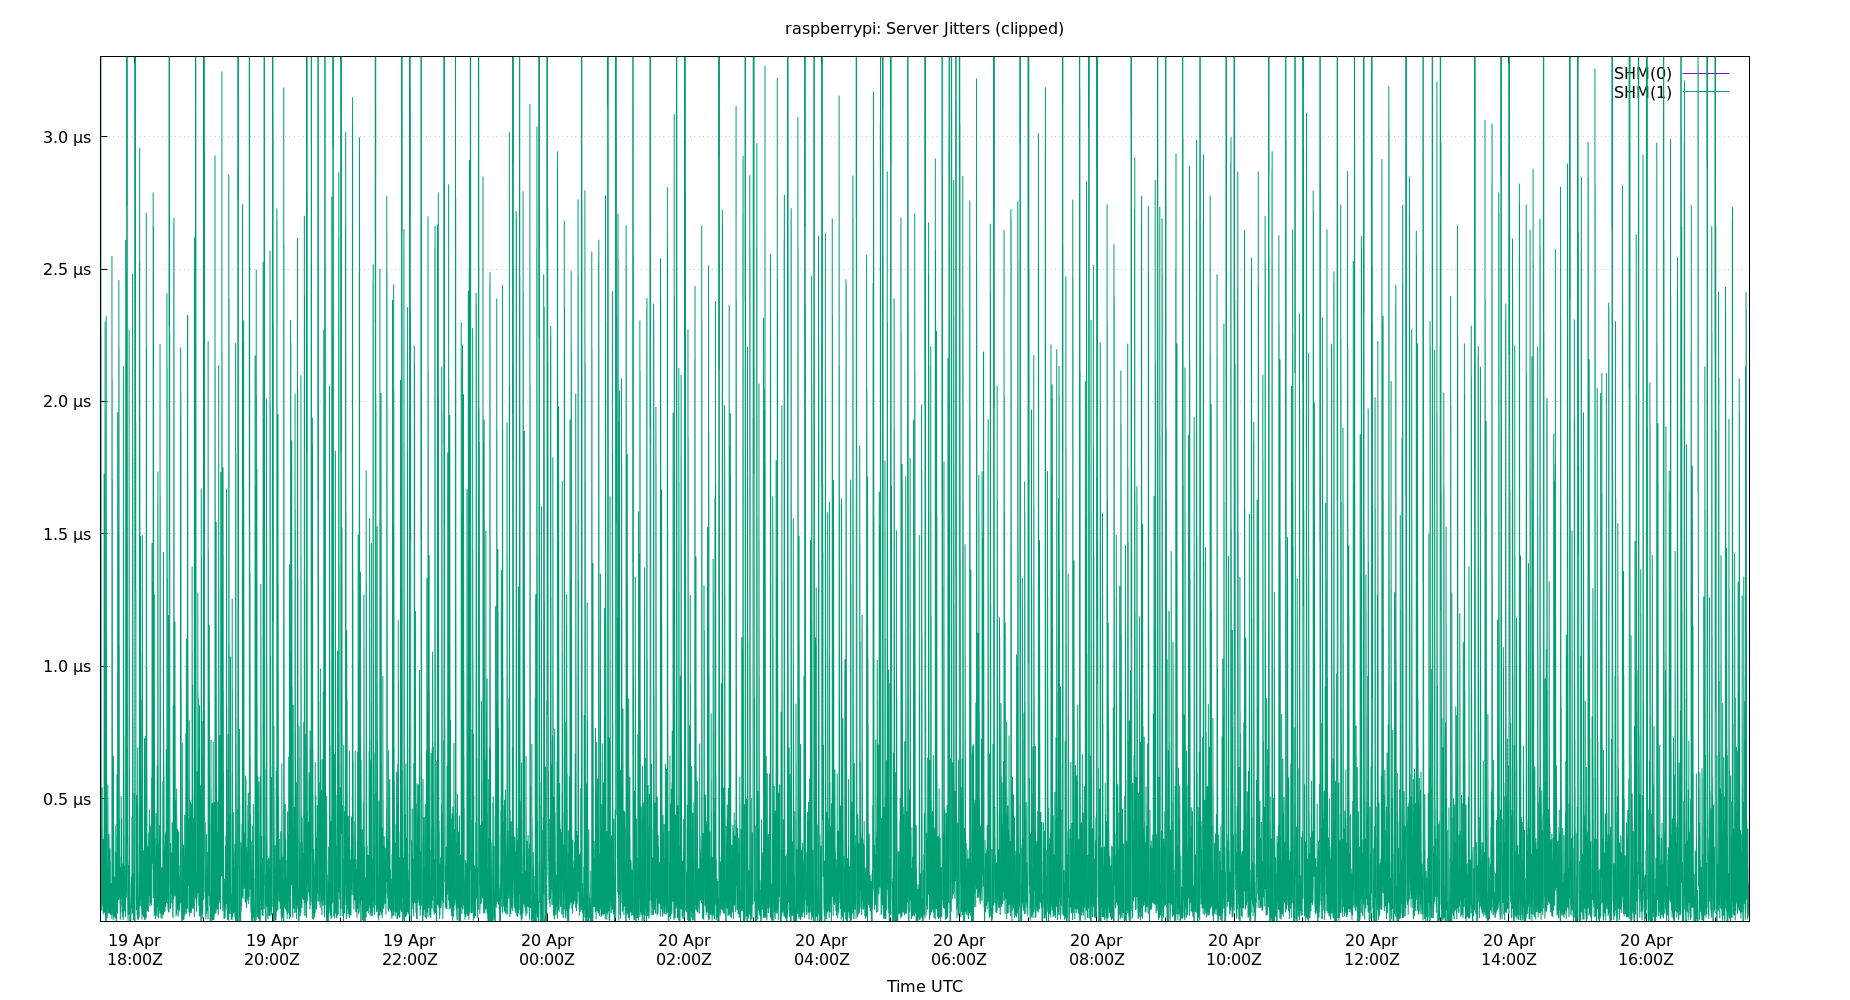 raspberrypi: Server Jitters (clipped)
SHM(0)
SHM(1)
3.0 µs
2.5 µs
2.0 µs
1.5 µs
1.0 µs
0.5 µs
19 Apr 19 Apr 19 Apr 20 Apr 20 Apr 20 Apr 20 Apr 20 Apr 20 Apr 20 Apr 20 Apr 20 Apr
18:00Z 20:00Z 22:00Z 00:00Z 02:00Z 04:00Z 06:00Z 08:00Z 10:00Z 12:00Z 14:00Z 16:00Z
Time UTC